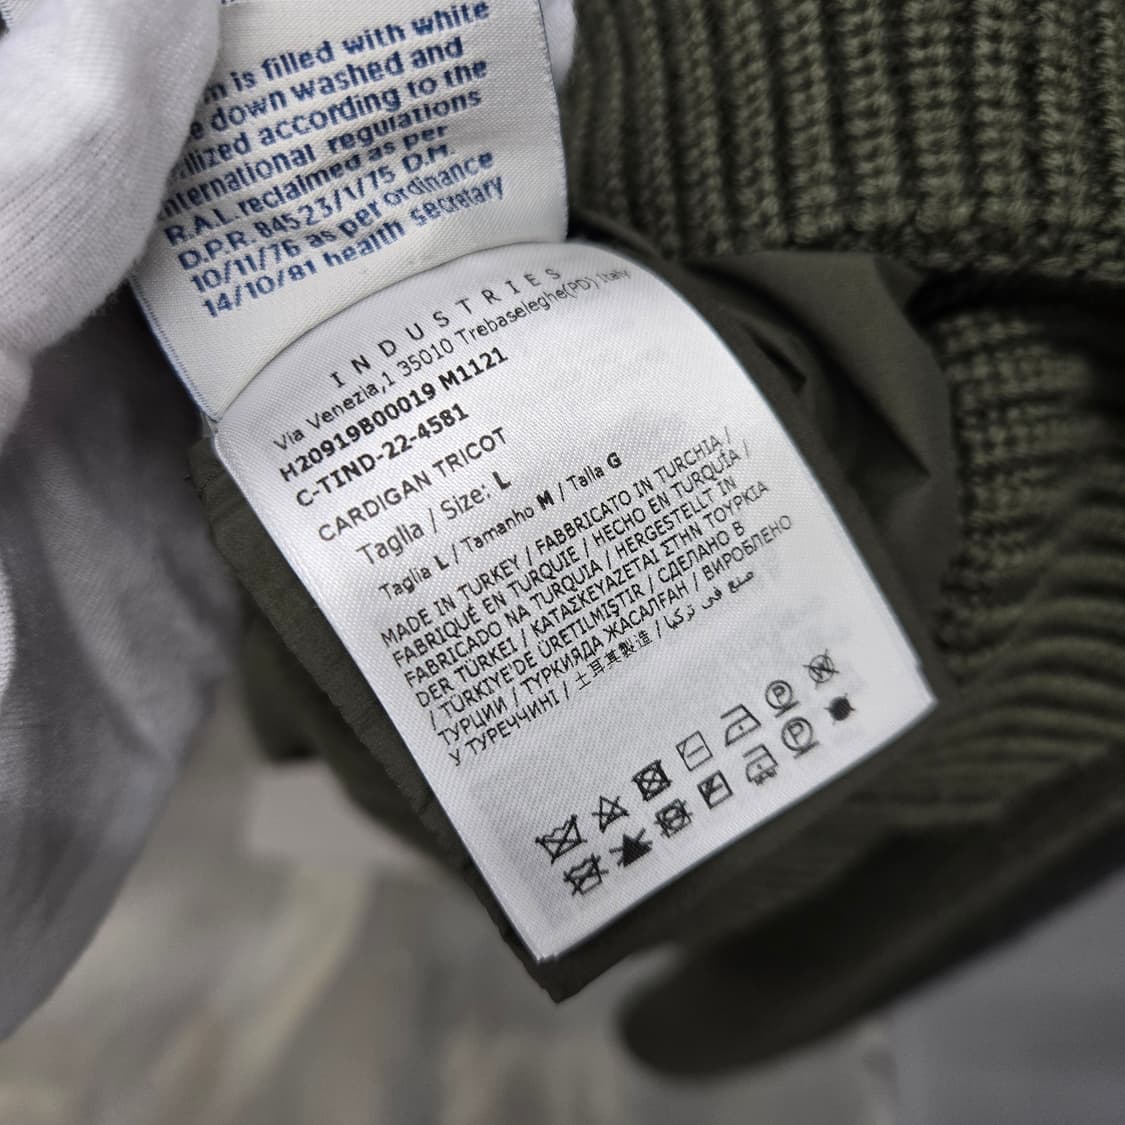 is filled with white
down washed and
ilized according to the
nternational regulations
R.A.L. reclaimed as per
D.P.R. 84523/1/75 D.M.
10/11/76 as per ordinance
14/10/81 health secretary
INDUSTRIES
Via Venezia,1 35010 Trebaseleghe(PD) Italy
H20919B00019 M1121
C-TIND-22-4581
CARDIGAN TRICOT
Taglia / Size: L
Taglia L / Tamanho M / Talla G
MADE IN TURKEY / FABBRICATO IN TURCHIA /
FABRIQUÉ EN TURQUIE / HECHO EN TURQUÍA /
FABRICADO NA TURQUIA / HERGESTELLT IN
DER TÜRKEI / ΚΑΤΑΣΚΕΥΑΖΕΤΑΙ ΣΤΗΝ ΤΟΥΡΚΙΑ
/ TÜRKIYE'DE ÜRETILMIŞTIR / СДЕЛАНО В
ТУРЦИИ / ТУРКИЯДА ЖАСАЛҒАН / ВИРОБЛЕНО
У ТУРЕЧЧИНІ / 土耳其製造 / صنع في تركيا